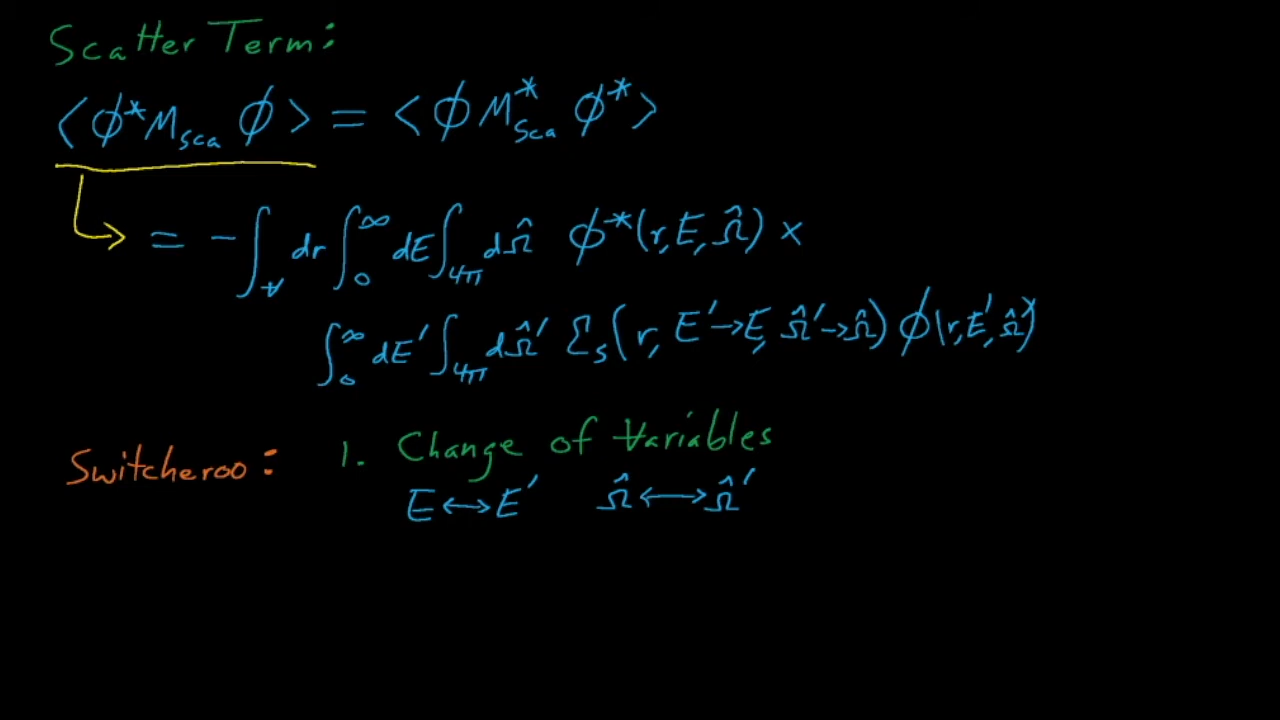 Scatter Term:
⟨ϕ* M_sca ϕ⟩ = ⟨ϕ M*_sca ϕ*⟩
= - ∫_V dr ∫_0^∞ dE ∫_4π dΩ̂ ϕ*(r, E, Ω̂) ×
∫_0^∞ dE' ∫_4π dΩ̂' Σ_s(r, E'→E, Ω̂'→Ω̂) ϕ(r, E', Ω̂')
Switcheroo: 1. Change of Variables
E ↔ E' Ω̂ ↔ Ω̂'